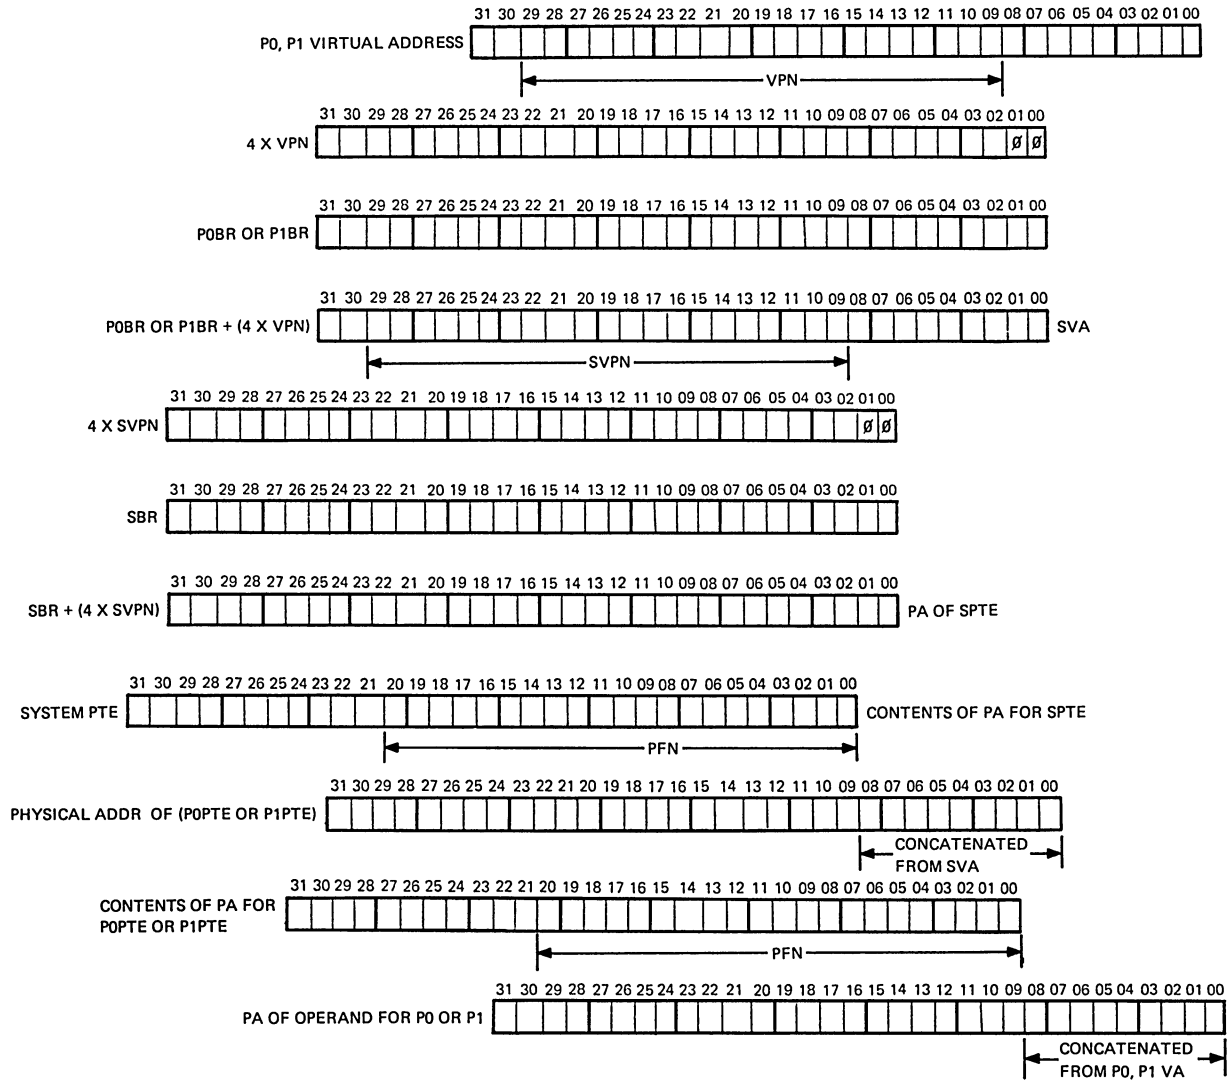 31 30 29 28 27 26 25 24 23 22 21 20 19 18 17 16 15 14 13 12 11 10 09 08 07 06 05 04 03 02 01 00
P0, P1 VIRTUAL ADDRESS
VPN
31 30 29 28 27 26 25 24 23 22 21 20 19 18 17 16 15 14 13 12 11 10 09 08 07 06 05 04 03 02 01 00
4 X VPN Ø Ø
31 30 29 28 27 26 25 24 23 22 21 20 19 18 17 16 15 14 13 12 11 10 09 08 07 06 05 04 03 02 01 00
P0BR OR P1BR
31 30 29 28 27 26 25 24 23 22 21 20 19 18 17 16 15 14 13 12 11 10 09 08 07 06 05 04 03 02 01 00
P0BR OR P1BR + (4 X VPN) SVA
SVPN
31 30 29 28 27 26 25 24 23 22 21 20 19 18 17 16 15 14 13 12 11 10 09 08 07 06 05 04 03 02 01 00
4 X SVPN Ø Ø
31 30 29 28 27 26 25 24 23 22 21 20 19 18 17 16 15 14 13 12 11 10 09 08 07 06 05 04 03 02 01 00
SBR
31 30 29 28 27 26 25 24 23 22 21 20 19 18 17 16 15 14 13 12 11 10 09 08 07 06 05 04 03 02 01 00
SBR + (4 X SVPN) PA OF SPTE
31 30 29 28 27 26 25 24 23 22 21 20 19 18 17 16 15 14 13 12 11 10 09 08 07 06 05 04 03 02 01 00
SYSTEM PTE CONTENTS OF PA FOR SPTE
PFN
31 30 29 28 27 26 25 24 23 22 21 20 19 18 17 16 15 14 13 12 11 10 09 08 07 06 05 04 03 02 01 00
PHYSICAL ADDR OF (P0PTE OR P1PTE)
CONCATENATED
FROM SVA
31 30 29 28 27 26 25 24 23 22 21 20 19 18 17 16 15 14 13 12 11 10 09 08 07 06 05 04 03 02 01 00
CONTENTS OF PA FOR
P0PTE OR P1PTE
PFN
31 30 29 28 27 26 25 24 23 22 21 20 19 18 17 16 15 14 13 12 11 10 09 08 07 06 05 04 03 02 01 00
PA OF OPERAND FOR P0 OR P1
CONCATENATED
FROM P0, P1 VA